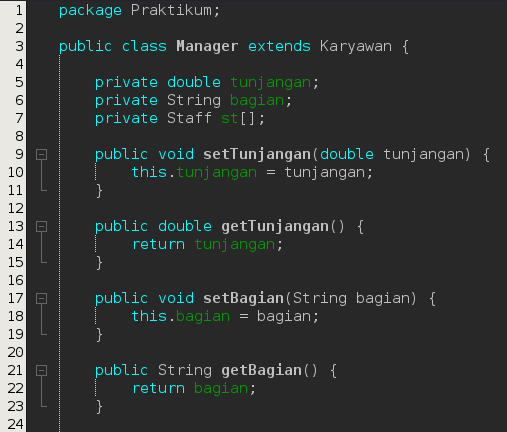 1 package Praktikum;
2
3 public class Manager extends Karyawan {
4
5 private double tunjangan;
6 private String bagian;
7 private Staff st[];
8
9 public void setTunjangan(double tunjangan) {
10 this.tunjangan = tunjangan;
11 }
12
13 public double getTunjangan() {
14 return tunjangan;
15 }
16
17 public void setBagian(String bagian) {
18 this.bagian = bagian;
19 }
20
21 public String getBagian() {
22 return bagian;
23 }
24